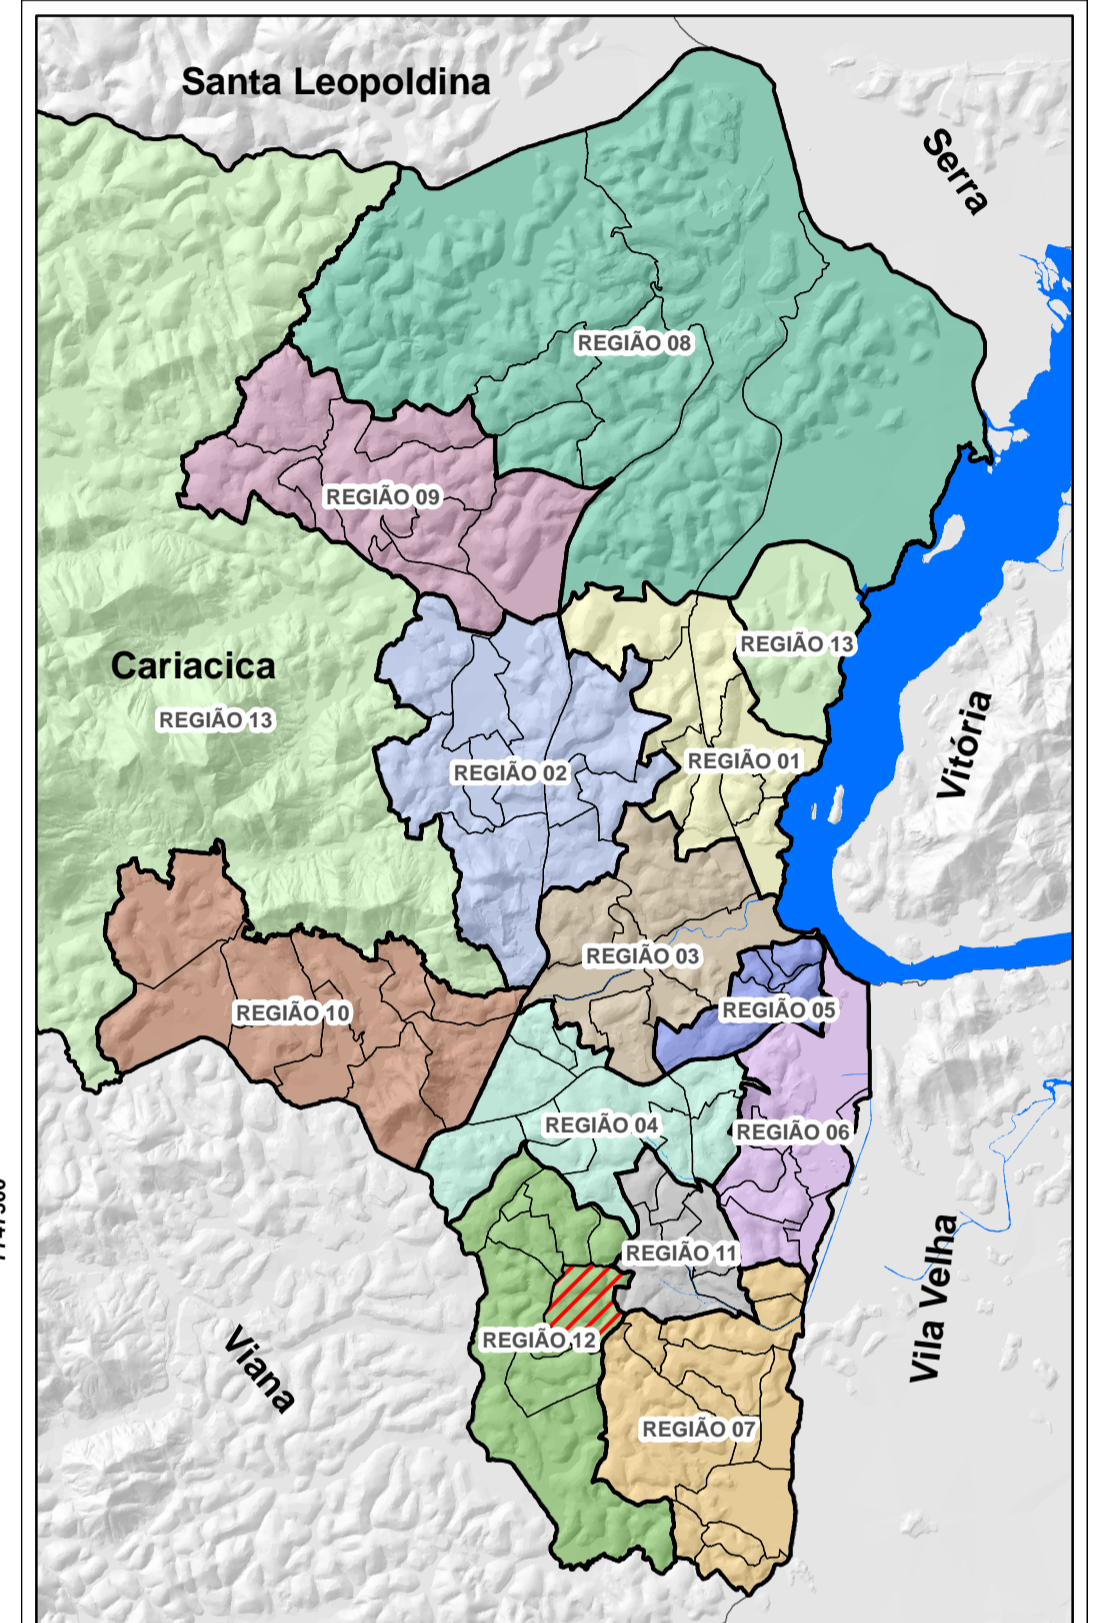 Santa Leopoldina
Serra
REGIÃO 08
REGIÃO 09
REGIÃO 13
Cariacica
REGIÃO 13
Vitória
REGIÃO 01
REGIÃO 02
REGIÃO 03
REGIÃO 05
REGIÃO 10
REGIÃO 04
REGIÃO 06
REGIÃO 11
Vila Velha
REGIÃO 12
Viana
REGIÃO 07